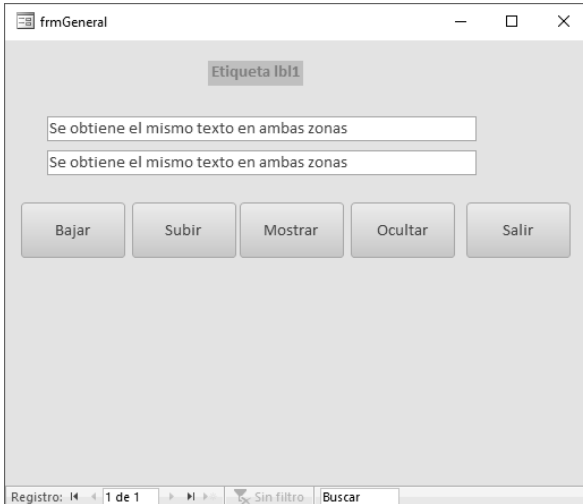 frmGeneral
Etiqueta lbl1
Se obtiene el mismo texto en ambas zonas
Se obtiene el mismo texto en ambas zonas
Bajar Subir Mostrar Ocultar Salir
Registro: 1 de 1 Sin filtro Buscar